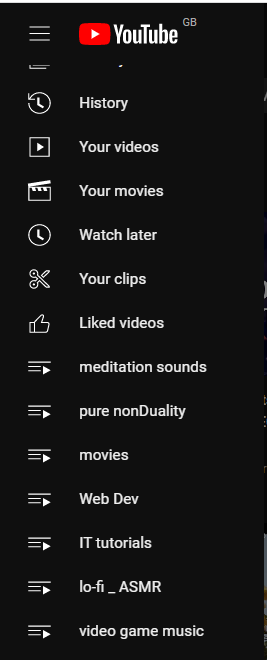 YouTube GB
History
Your videos
Your movies
Watch later
Your clips
Liked videos
meditation sounds
pure nonDuality
movies
Web Dev
IT tutorials
lo-fi _ ASMR
video game music